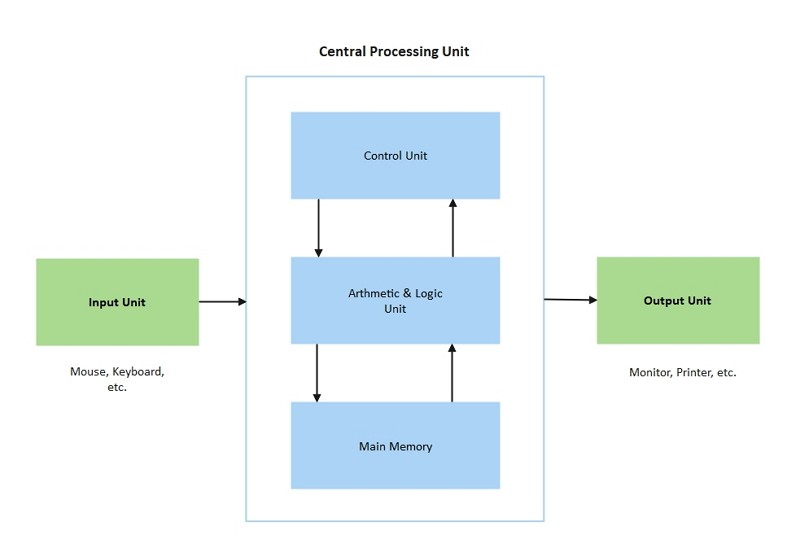 Central Processing Unit
Control Unit
Arthmetic & Logic
Unit
Input Unit
Output Unit
Mouse, Keyboard,
etc.
Monitor, Printer, etc.
Main Memory